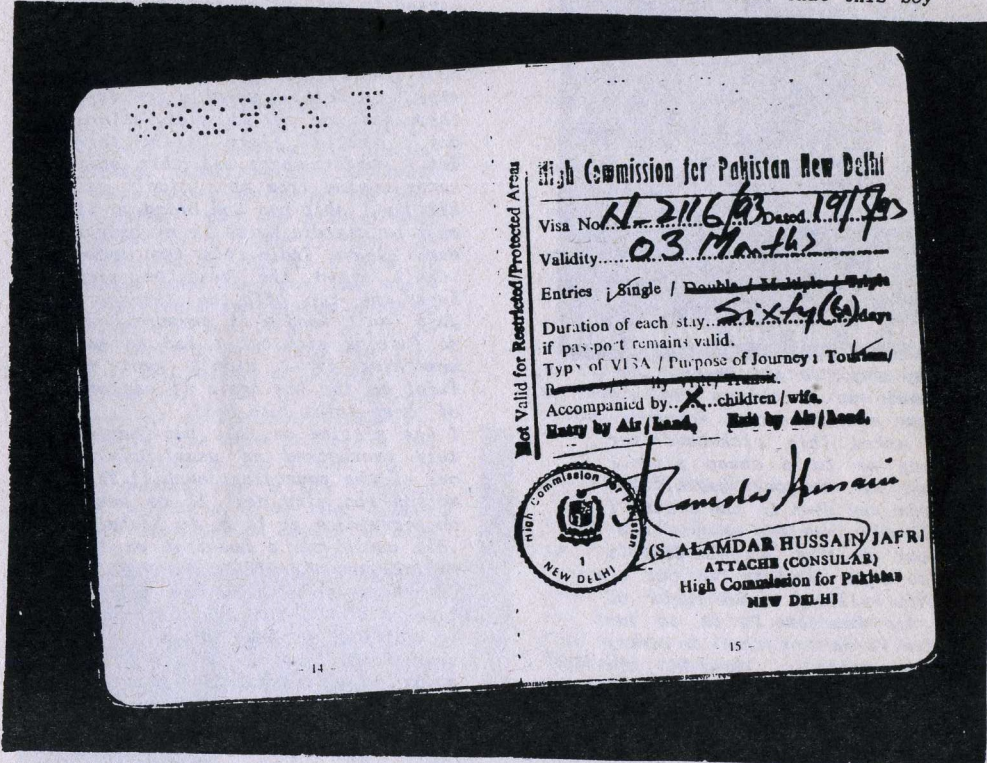 this boy
High Commission for Pakistan New Delhi
Not Valid for Restricted/Protected Areas
Visa No. N-2116/93 Dated 19/5/93
Validity 03 Months
Entries : Single / Double / Multiple / Triple
Duration of each stay Sixty (60) days
if passport remains valid.
Type of VISA / Purpose of Journey : Tourism/
Accompanied by X children / wife.
Entry by Air / Land, Exit by Air / Land.
High Commission for Pakistan
1
NEW DELHI
(S. ALAMDAR HUSSAIN JAFRI
ATTACHE (CONSULAR)
High Commission for Pakistan
NEW DELHI
- 14
15 -